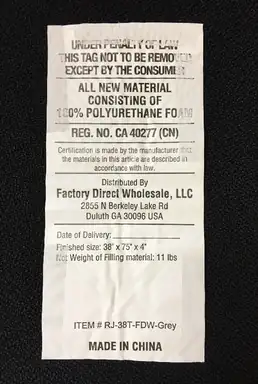 UNDER PENALTY OF LAW
THIS TAG NOT TO BE REMOVED
EXCEPT BY THE CONSUMER
ALL NEW MATERIAL
CONSISTING OF
100% POLYURETHANE FOAM
REG. NO. CA 40277 (CN)
Certification is made by the manufacturer that
the materials in this article are described in
accordance with law.
Distributed By
Factory Direct Wholesale, LLC
2855 N Berkeley Lake Rd
Duluth GA 30096 USA
Date of Delivery:
Finished size: 38" x 75" x 4"
Net Weight of Filling material: 11 lbs
ITEM # RJ-38T-FDW-Grey
MADE IN CHINA